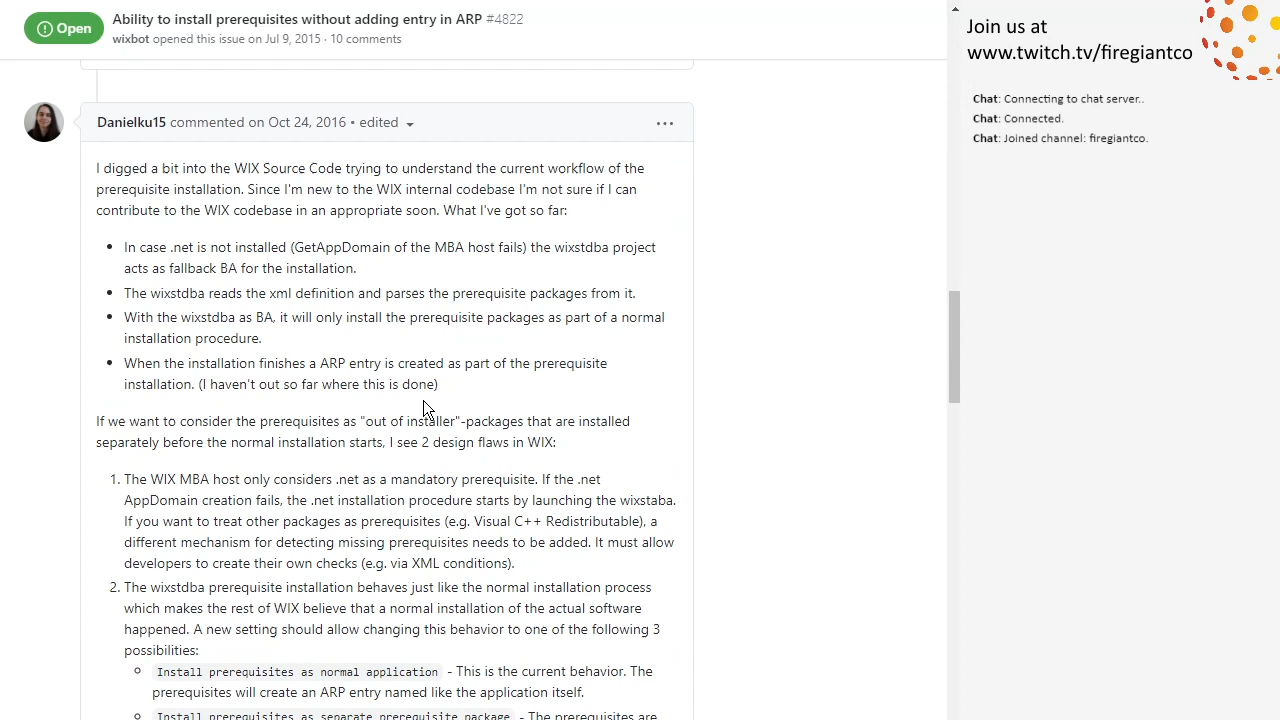 Open
Ability to install prerequisites without adding entry in ARP #4822
wixbot opened this issue on Jul 9, 2015 · 10 comments
Danielku15 commented on Oct 24, 2016 • edited
I digged a bit into the WIX Source Code trying to understand the current workflow of the
prerequisite installation. Since I'm new to the WIX internal codebase I'm not sure if I can
contribute to the WIX codebase in an appropriate soon. What I've got so far:
• In case .net is not installed (GetAppDomain of the MBA host fails) the wixstdba project
acts as fallback BA for the installation.
• The wixstdba reads the xml definition and parses the prerequisite packages from it.
• With the wixstdba as BA, it will only install the prerequisite packages as part of a normal
installation procedure.
• When the installation finishes a ARP entry is created as part of the prerequisite
installation. (I haven't out so far where this is done)
If we want to consider the prerequisites as "out of installer"-packages that are installed
separately before the normal installation starts, I see 2 design flaws in WIX:
1. The WIX MBA host only considers .net as a mandatory prerequisite. If the .net
AppDomain creation fails, the .net installation procedure starts by launching the wixstaba.
If you want to treat other packages as prerequisites (e.g. Visual C++ Redistributable), a
different mechanism for detecting missing prerequisites needs to be added. It must allow
developers to create their own checks (e.g. via XML conditions).
2. The wixstdba prerequisite installation behaves just like the normal installation process
which makes the rest of WIX believe that a normal installation of the actual software
happened. A new setting should allow changing this behavior to one of the following 3
possibilities:
Install prerequisites as normal application - This is the current behavior. The
prerequisites will create an ARP entry named like the application itself.
Install prerequisites as separate prerequisite package - The prerequisites are
Join us at
www.twitch.tv/firegiantco
Chat: Connecting to chat server..
Chat: Connected.
Chat: Joined channel: firegiantco.